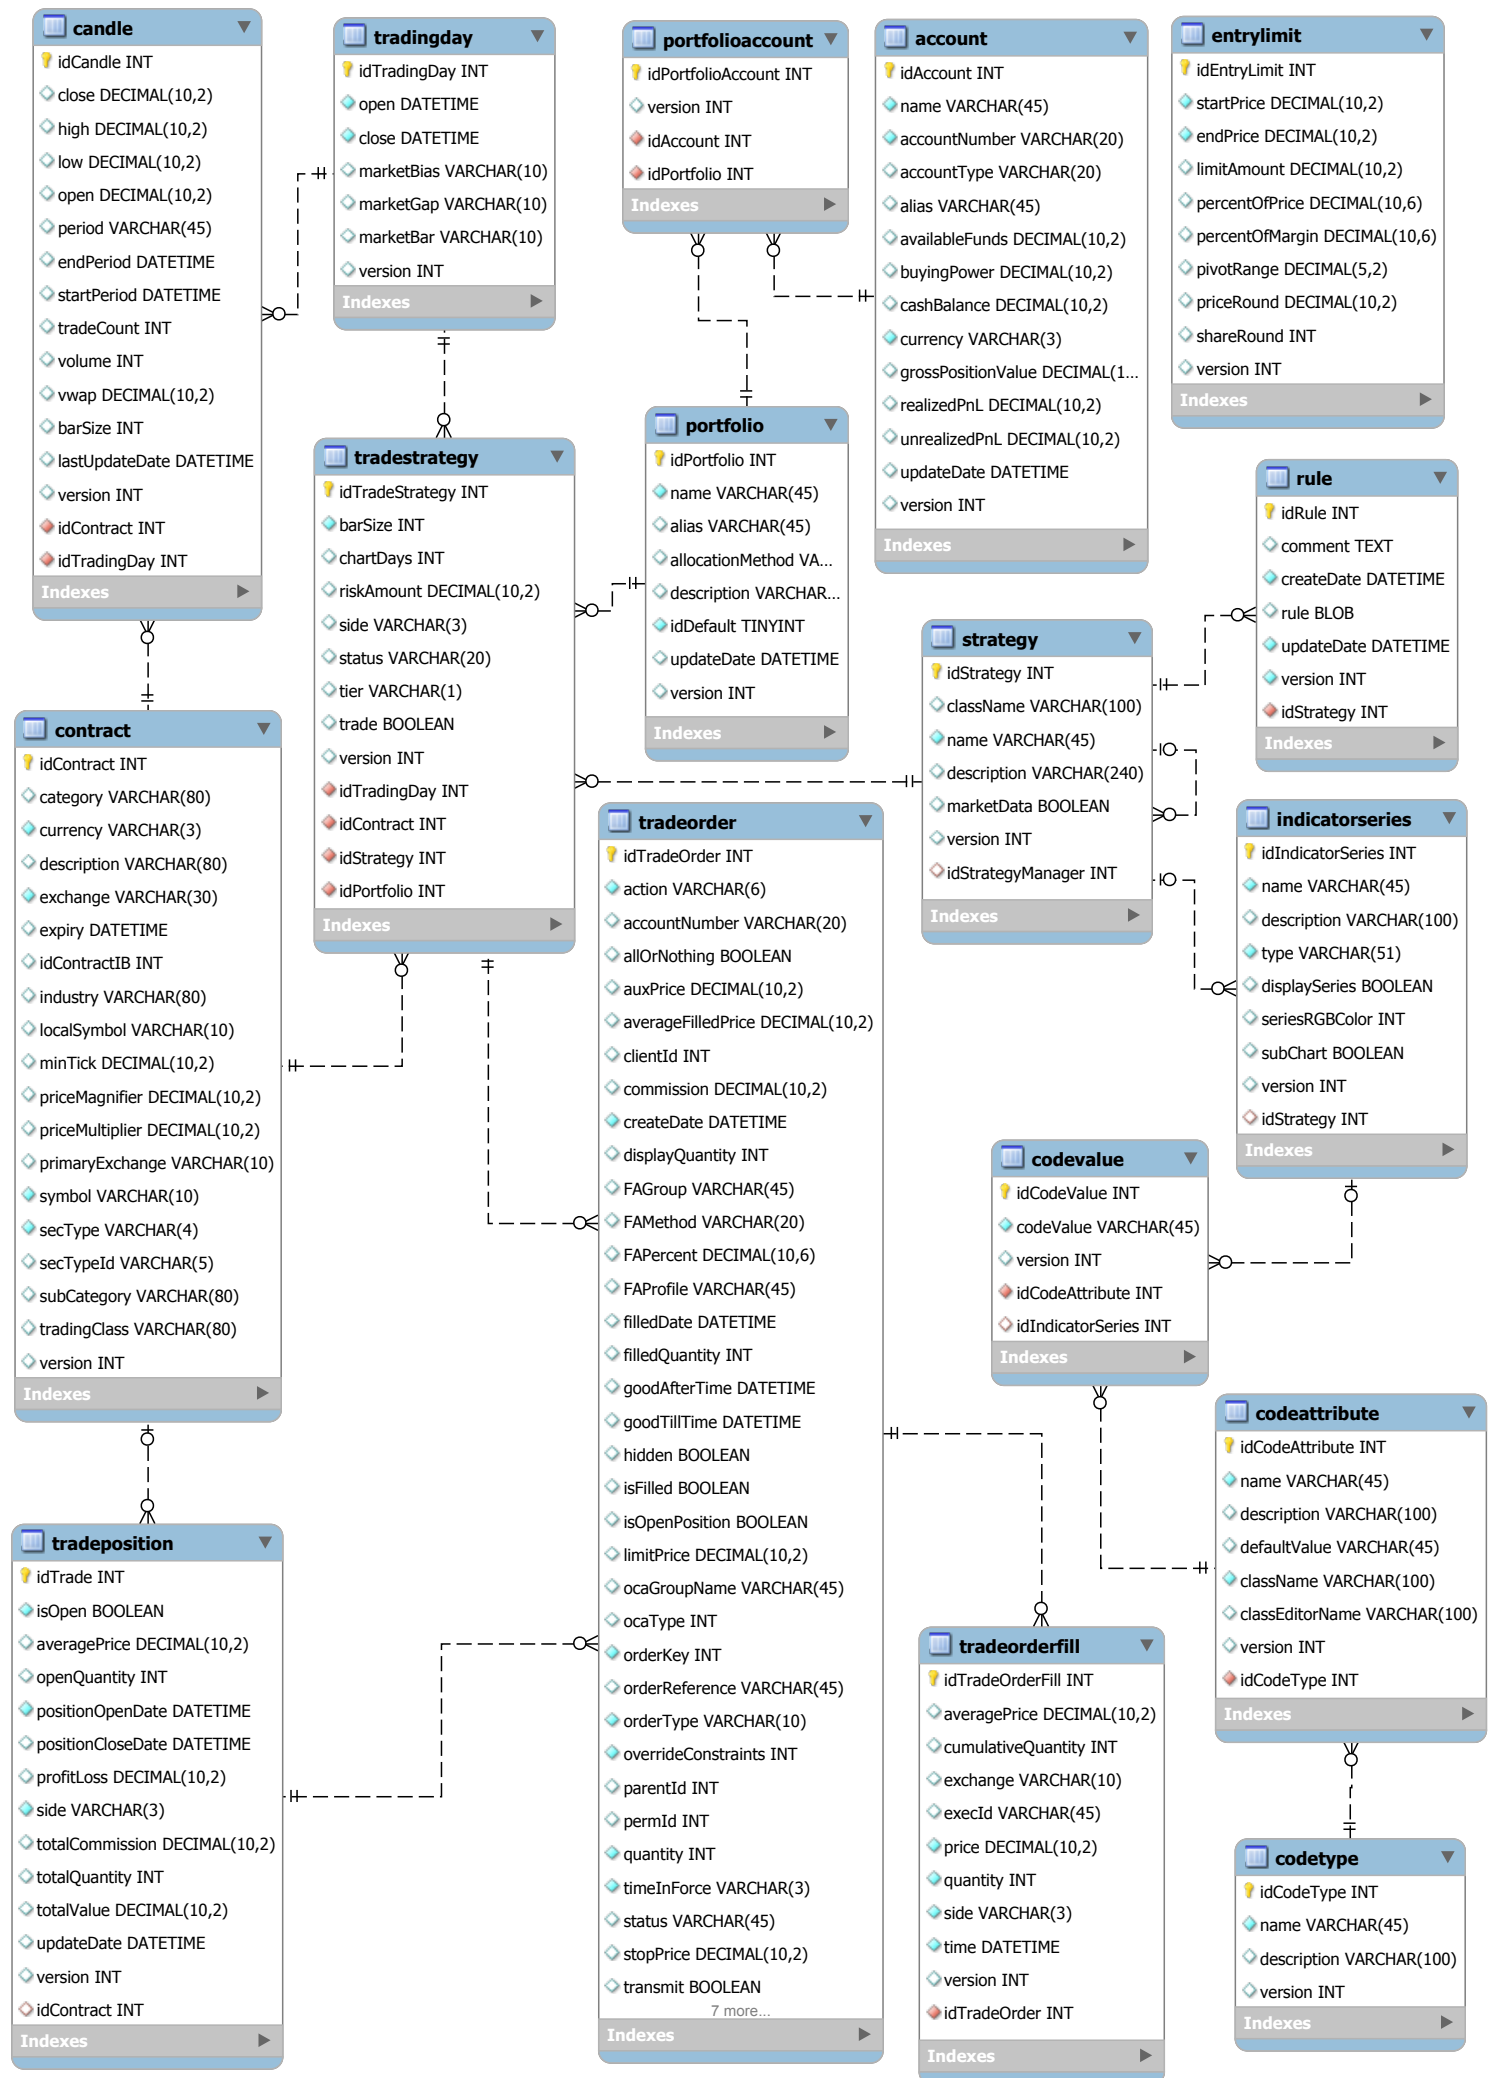 candle
idCandle INT
close DECIMAL(10,2)
high DECIMAL(10,2)
low DECIMAL(10,2)
open DECIMAL(10,2)
period VARCHAR(45)
endPeriod DATETIME
startPeriod DATETIME
tradeCount INT
volume INT
vwap DECIMAL(10,2)
barSize INT
lastUpdateDate DATETIME
version INT
idContract INT
idTradingDay INT
Indexes
tradingday
idTradingDay INT
open DATETIME
close DATETIME
marketBias VARCHAR(10)
marketGap VARCHAR(10)
marketBar VARCHAR(10)
version INT
Indexes
portfolioaccount
idPortfolioAccount INT
version INT
idAccount INT
idPortfolio INT
Indexes
account
idAccount INT
name VARCHAR(45)
accountNumber VARCHAR(20)
accountType VARCHAR(20)
alias VARCHAR(45)
availableFunds DECIMAL(10,2)
buyingPower DECIMAL(10,2)
cashBalance DECIMAL(10,2)
currency VARCHAR(3)
grossPositionValue DECIMAL(1...
realizedPnL DECIMAL(10,2)
unrealizedPnL DECIMAL(10,2)
updateDate DATETIME
version INT
Indexes
entrylimit
idEntryLimit INT
startPrice DECIMAL(10,2)
endPrice DECIMAL(10,2)
limitAmount DECIMAL(10,2)
percentOfPrice DECIMAL(10,6)
percentOfMargin DECIMAL(10,6)
pivotRange DECIMAL(5,2)
priceRound DECIMAL(10,2)
shareRound INT
version INT
Indexes
tradestrategy
idTradeStrategy INT
barSize INT
chartDays INT
riskAmount DECIMAL(10,2)
side VARCHAR(3)
status VARCHAR(20)
tier VARCHAR(1)
trade BOOLEAN
version INT
idTradingDay INT
idContract INT
idStrategy INT
idPortfolio INT
Indexes
portfolio
idPortfolio INT
name VARCHAR(45)
alias VARCHAR(45)
allocationMethod VA...
description VARCHAR...
idDefault TINYINT
updateDate DATETIME
version INT
Indexes
rule
idRule INT
comment TEXT
createDate DATETIME
rule BLOB
updateDate DATETIME
version INT
idStrategy INT
Indexes
strategy
idStrategy INT
className VARCHAR(100)
name VARCHAR(45)
description VARCHAR(240)
marketData BOOLEAN
version INT
idStrategyManager INT
Indexes
contract
idContract INT
category VARCHAR(80)
currency VARCHAR(3)
description VARCHAR(80)
exchange VARCHAR(30)
expiry DATETIME
idContractIB INT
industry VARCHAR(80)
localSymbol VARCHAR(10)
minTick DECIMAL(10,2)
priceMagnifier DECIMAL(10,2)
priceMultiplier DECIMAL(10,2)
primaryExchange VARCHAR(10)
symbol VARCHAR(10)
secType VARCHAR(4)
secTypeId VARCHAR(5)
subCategory VARCHAR(80)
tradingClass VARCHAR(80)
version INT
Indexes
tradeorder
idTradeOrder INT
action VARCHAR(6)
accountNumber VARCHAR(20)
allOrNothing BOOLEAN
auxPrice DECIMAL(10,2)
averageFilledPrice DECIMAL(10,2)
clientId INT
commission DECIMAL(10,2)
createDate DATETIME
displayQuantity INT
FAGroup VARCHAR(45)
FAMethod VARCHAR(20)
FAPercent DECIMAL(10,6)
FAProfile VARCHAR(45)
filledDate DATETIME
filledQuantity INT
goodAfterTime DATETIME
goodTillTime DATETIME
hidden BOOLEAN
isFilled BOOLEAN
isOpenPosition BOOLEAN
limitPrice DECIMAL(10,2)
ocaGroupName VARCHAR(45)
ocaType INT
orderKey INT
orderReference VARCHAR(45)
orderType VARCHAR(10)
overrideConstraints INT
parentId INT
permId INT
quantity INT
timeInForce VARCHAR(3)
status VARCHAR(45)
stopPrice DECIMAL(10,2)
transmit BOOLEAN
7 more...
Indexes
indicatorseries
idIndicatorSeries INT
name VARCHAR(45)
description VARCHAR(100)
type VARCHAR(51)
displaySeries BOOLEAN
seriesRGBColor INT
subChart BOOLEAN
version INT
idStrategy INT
Indexes
codevalue
idCodeValue INT
codeValue VARCHAR(45)
version INT
idCodeAttribute INT
idIndicatorSeries INT
Indexes
codeattribute
idCodeAttribute INT
name VARCHAR(45)
description VARCHAR(100)
defaultValue VARCHAR(45)
className VARCHAR(100)
classEditorName VARCHAR(100)
version INT
idCodeType INT
Indexes
tradeposition
idTrade INT
isOpen BOOLEAN
averagePrice DECIMAL(10,2)
openQuantity INT
positionOpenDate DATETIME
positionCloseDate DATETIME
profitLoss DECIMAL(10,2)
side VARCHAR(3)
totalCommission DECIMAL(10,2)
totalQuantity INT
totalValue DECIMAL(10,2)
updateDate DATETIME
version INT
idContract INT
Indexes
tradeorderfill
idTradeOrderFill INT
averagePrice DECIMAL(10,2)
cumulativeQuantity INT
exchange VARCHAR(10)
execId VARCHAR(45)
price DECIMAL(10,2)
quantity INT
side VARCHAR(3)
time DATETIME
version INT
idTradeOrder INT
Indexes
codetype
idCodeType INT
name VARCHAR(45)
description VARCHAR(100)
version INT
Indexes